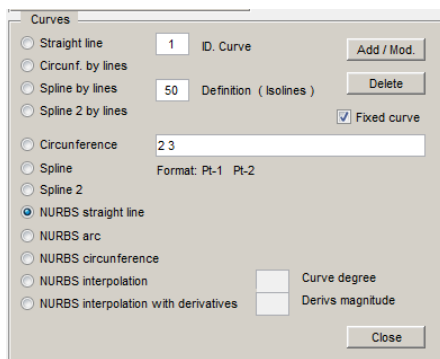 Curves
Straight line
1 ID. Curve
Add / Mod.
Circunf. by lines
Spline by lines
50 Definition ( Isolines )
Delete
Spline 2 by lines
Fixed curve
Circunference
2 3
Spline
Format: Pt-1 Pt-2
Spline 2
NURBS straight line
NURBS arc
NURBS circunference
NURBS interpolation
Curve degree
NURBS interpolation with derivatives
Derivs magnitude
Close